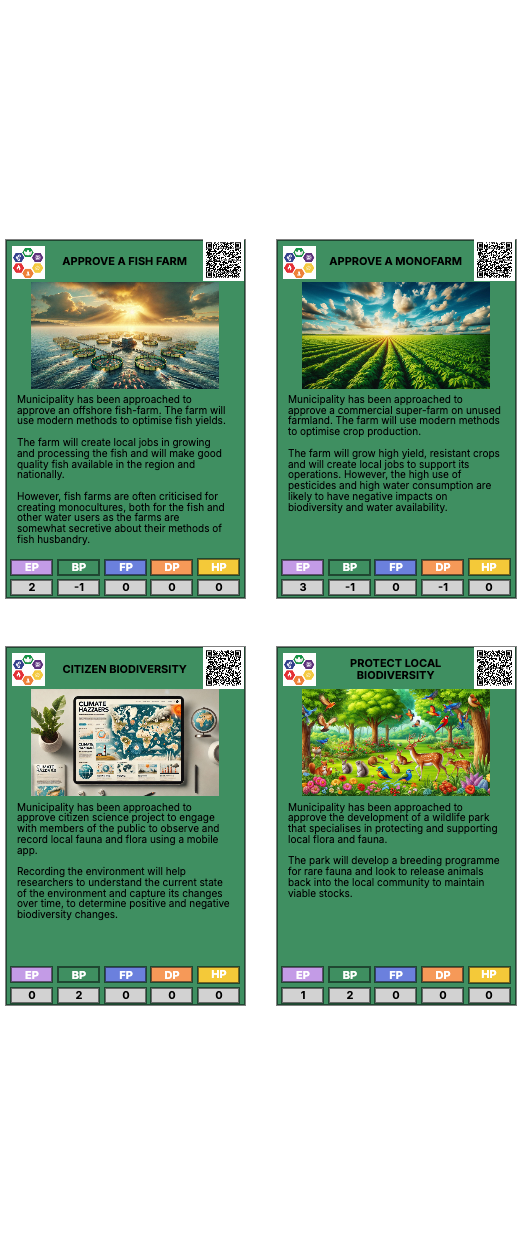 APPROVE A FISH FARM
Municipality has been approached to
approve an offshore fish-farm. The farm will
use modern methods to optimise fish yields.
The farm will create local jobs in growing
and processing the fish and will make good
quality fish available in the region and
nationally.
However, fish farms are often criticised for
creating monocultures, both for the fish and
other water users as the farms are
somewhat secretive about their methods of
fish husbandry.
EP BP FP DP HP
2 -1 0 0 0
APPROVE A MONOFARM
Municipality has been approached to
approve a commercial super-farm on unused
farmland. The farm will use modern methods
to optimise crop production.
The farm will grow high yield, resistant crops
and will create local jobs to support its
operations. However, the high use of
pesticides and high water consumption are
likely to have negative impacts on
biodiversity and water availability.
EP BP FP DP HP
3 -1 0 -1 0
CITIZEN BIODIVERSITY
CLIMATE
HAZZAERS
Municipality has been approached to
approve citizen science project to engage
with members of the public to observe and
record local fauna and flora using a mobile
app.
Recording the environment will help
researchers to understand the current state
of the environment and capture its changes
over time, to determine positive and negative
biodiversity changes.
EP BP FP DP HP
0 2 0 0 0
PROTECT LOCAL
BIODIVERSITY
Municipality has been approached to
approve the development of a wildlife park
that specialises in protecting and supporting
local flora and fauna.
The park will develop a breeding programme
for rare fauna and look to release animals
back into the local community to maintain
viable stocks.
EP BP FP DP HP
1 2 0 0 0